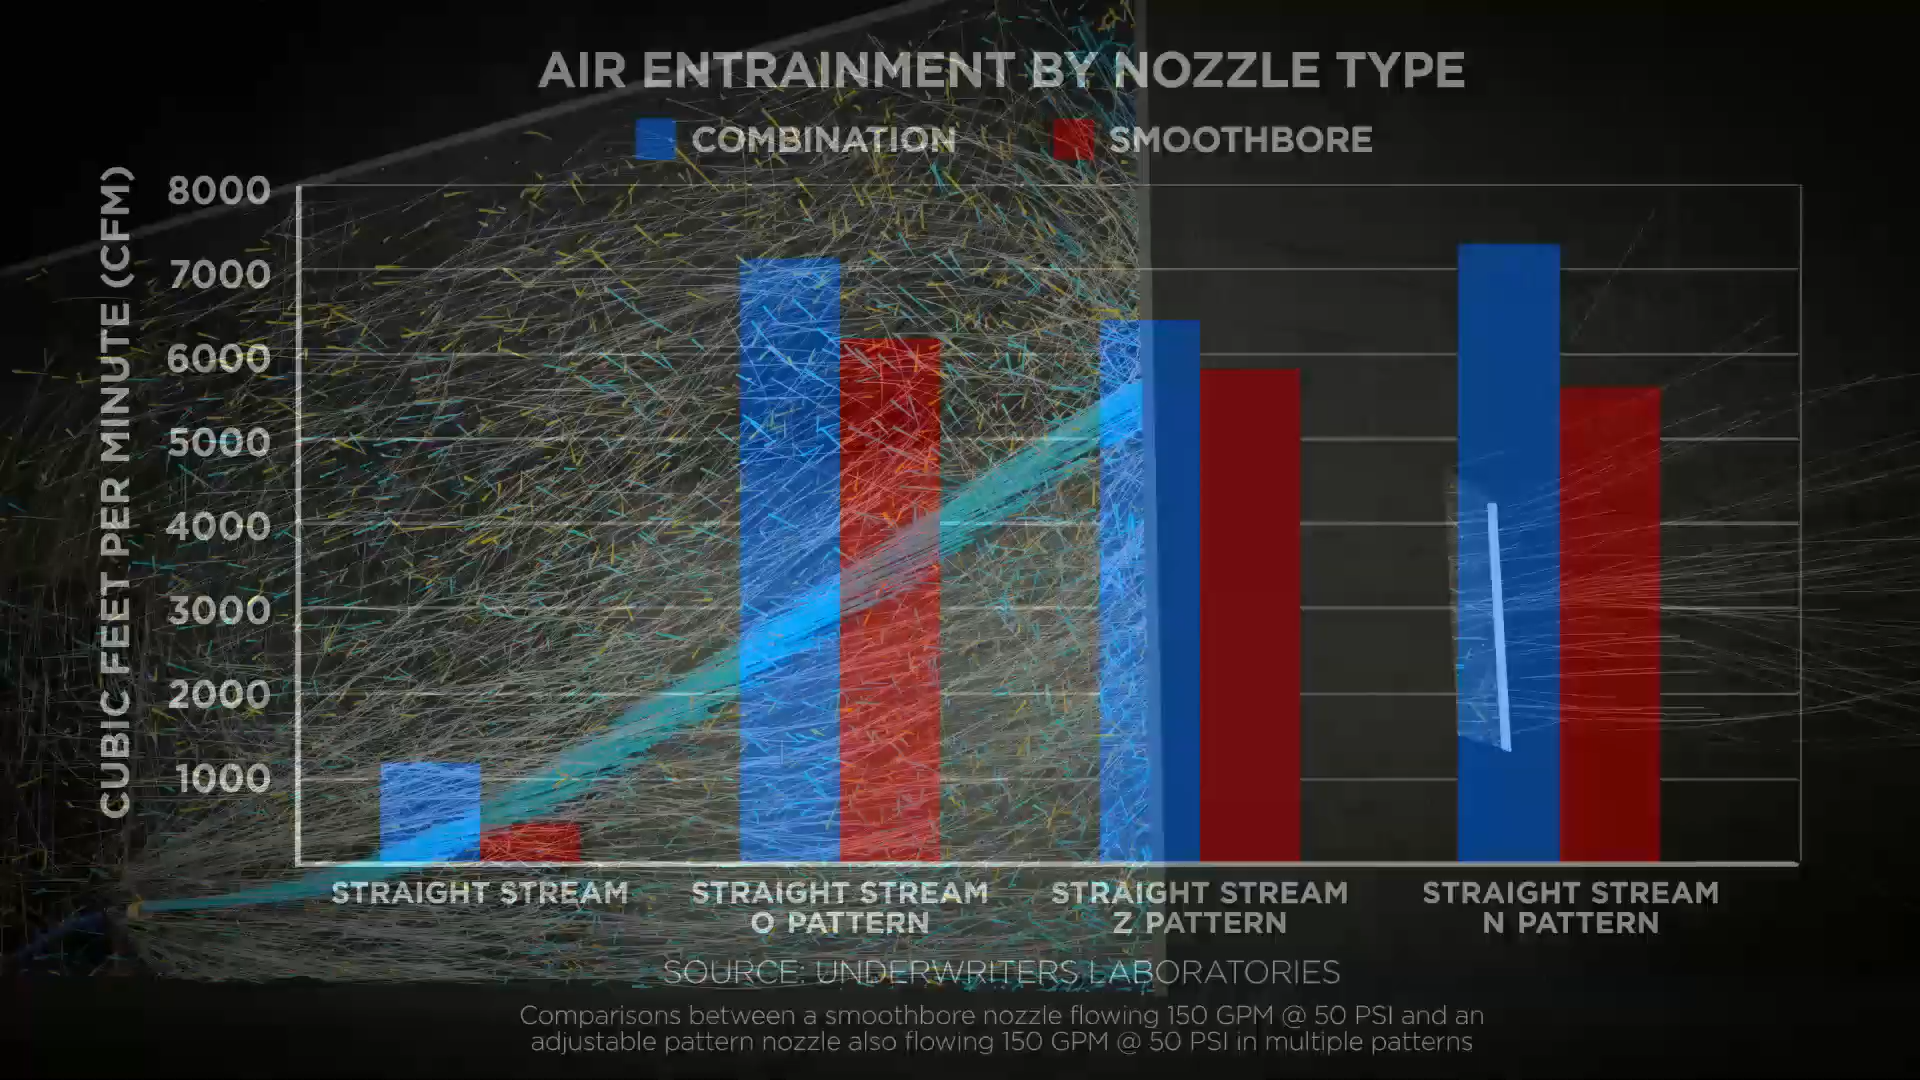 AIR ENTRAINMENT BY NOZZLE TYPE
COMBINATION
SMOOTHBORE
CUBIC FEET PER MINUTE (CFM)
8000
7000
6000
5000
4000
3000
2000
1000
STRAIGHT STREAM
STRAIGHT STREAM
O PATTERN
STRAIGHT STREAM
Z PATTERN
STRAIGHT STREAM
N PATTERN
SOURCE: UNDERWRITERS LABORATORIES
Comparisons between a smoothbore nozzle flowing 150 GPM @ 50 PSI and an
adjustable pattern nozzle also flowing 150 GPM @ 50 PSI in multiple patterns